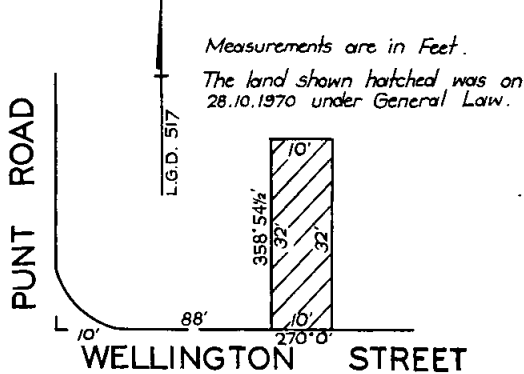 Measurements are in Feet.
The land shown hatched was on
28.10.1970 under General Law.
PUNT ROAD
L.G.D. 517
10'
358° 54½'
32'
32'
10'
88'
10'
270° 0'
WELLINGTON STREET